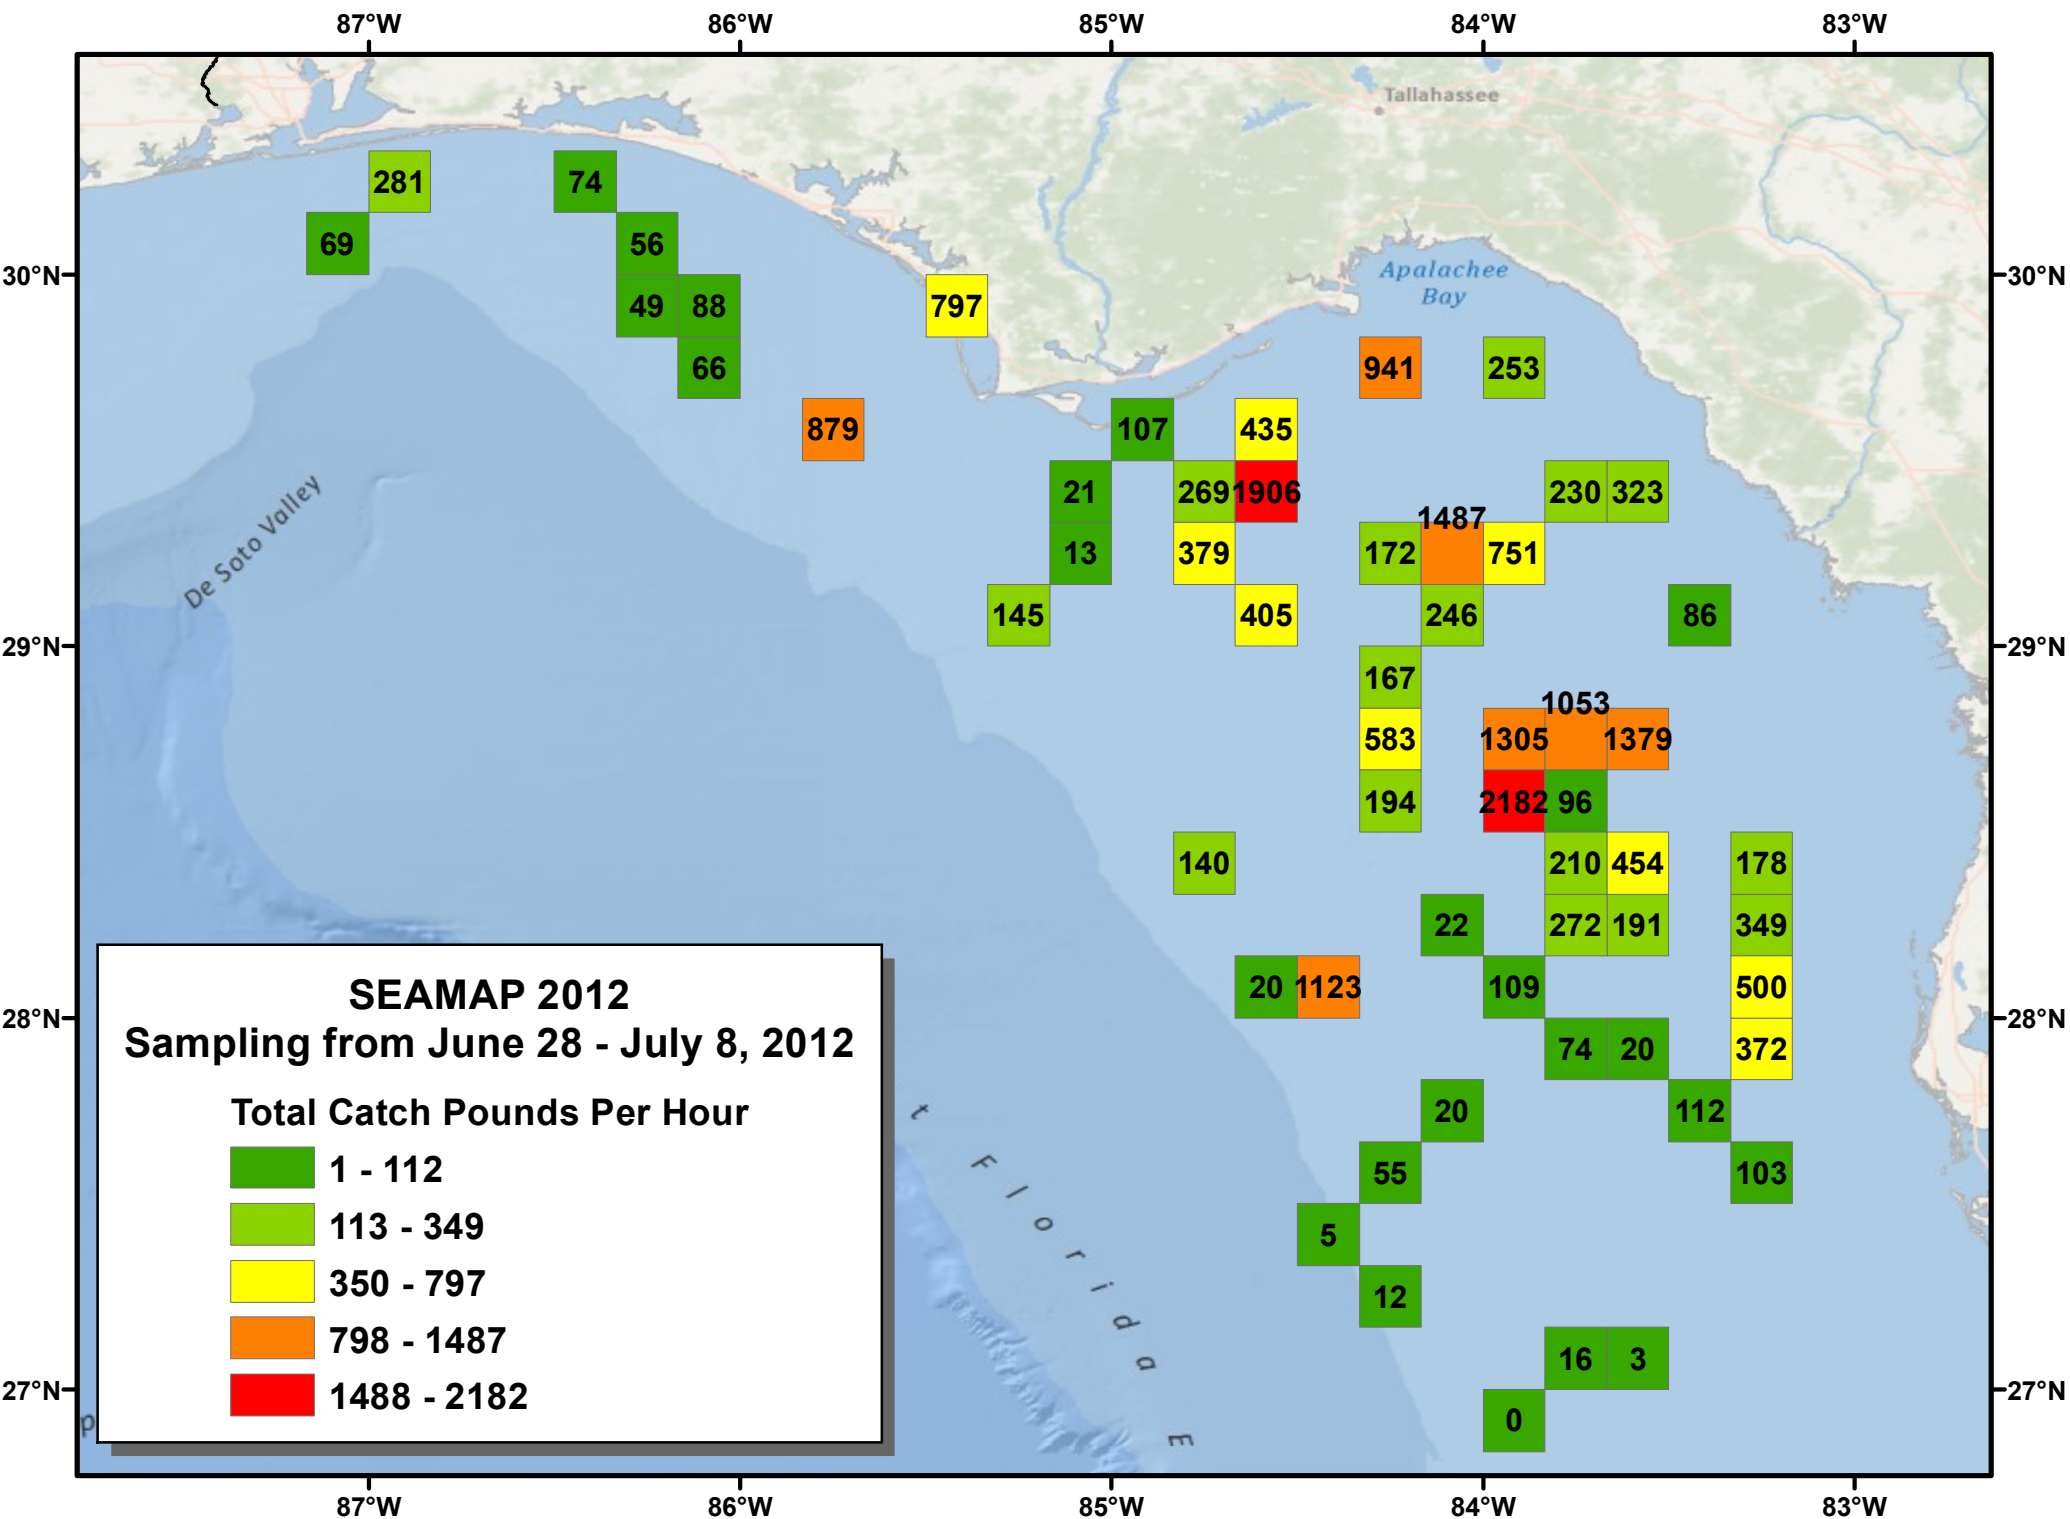 87°W 86°W 85°W 84°W 83°W
Tallahassee
281 74
69 56
Apalachee
Bay
30°N 30°N
49 88 797
66 941 253
879 107 435
21 269 1906 230 323
De Soto Valley
1487
13 379 172 751
145 405 246 86
29°N 29°N
167
1053
583 1305 1379
194 2182 96
140 210 454 178
22 272 191 349
20 1123 109 500
28°N 28°N
74 20 372
20 112
55 103
5
12
16 3
27°N 27°N
0
t Florida E
p
SEAMAP 2012
Sampling from June 28 - July 8, 2012
Total Catch Pounds Per Hour
1 - 112
113 - 349
350 - 797
798 - 1487
1488 - 2182
87°W 86°W 85°W 84°W 83°W